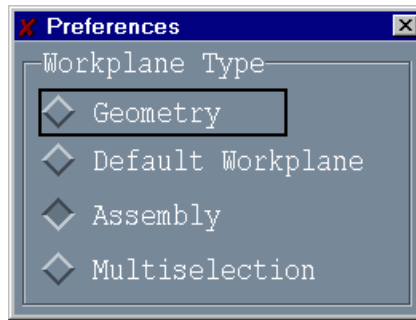 Preferences
Workplane Type
Geometry
Default Workplane
Assembly
Multiselection